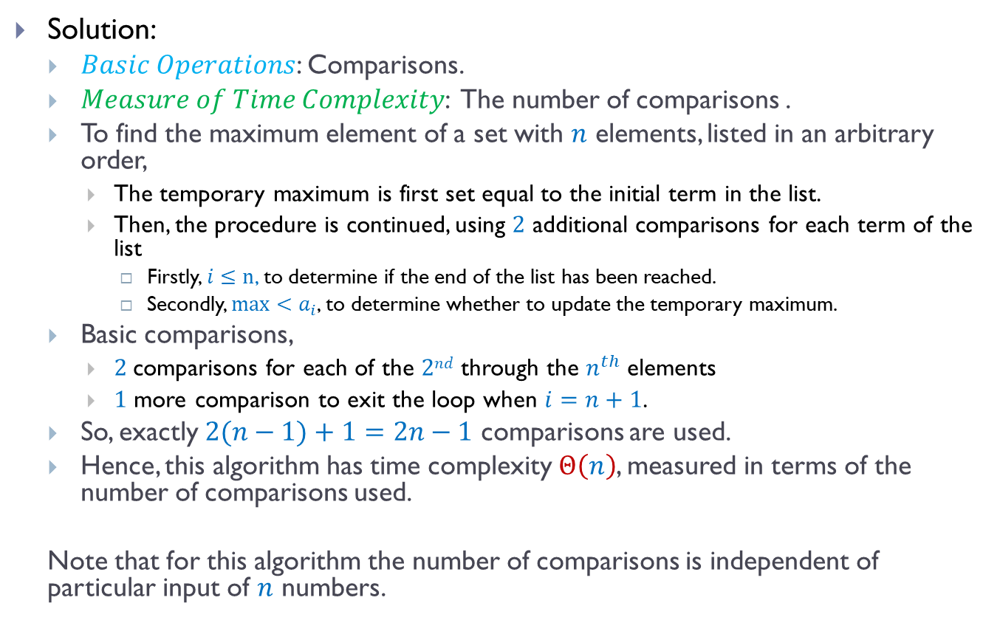 Solution:
Basic Operations: Comparisons.
Measure of Time Complexity: The number of comparisons .
To find the maximum element of a set with n elements, listed in an arbitrary
order,
The temporary maximum is first set equal to the initial term in the list.
Then, the procedure is continued, using 2 additional comparisons for each term of the
list
Firstly, i ≤ n, to determine if the end of the list has been reached.
Secondly, max < aᵢ, to determine whether to update the temporary maximum.
Basic comparisons,
2 comparisons for each of the 2ⁿᵈ through the nᵗʰ elements
1 more comparison to exit the loop when i = n + 1.
So, exactly 2(n − 1) + 1 = 2n − 1 comparisons are used.
Hence, this algorithm has time complexity Θ(n), measured in terms of the
number of comparisons used.
Note that for this algorithm the number of comparisons is independent of
particular input of n numbers.